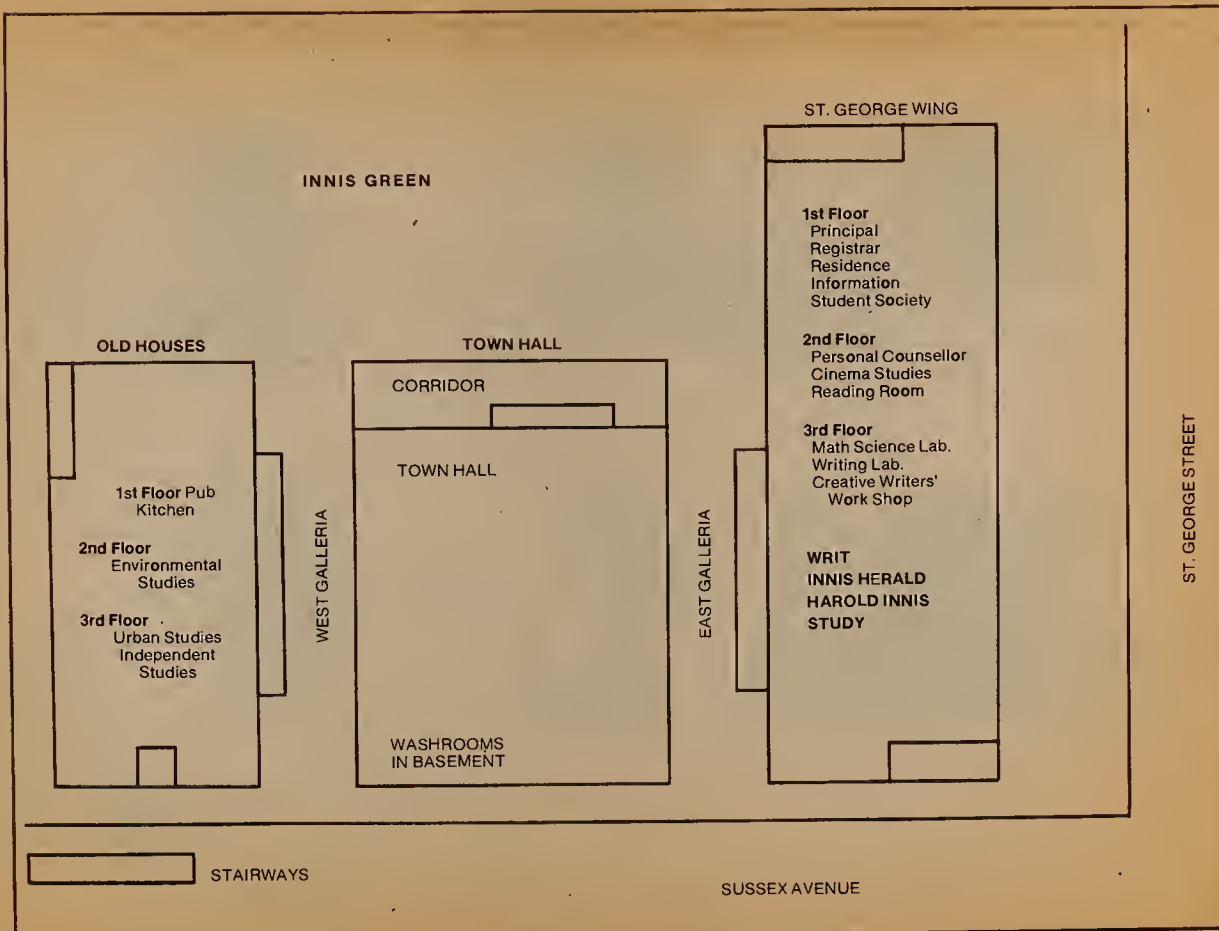 ST. GEORGE WING
INNIS GREEN
1st Floor
Principal
Registrar
Residence
Information
Student Society
2nd Floor
Personal Counsellor
Cinema Studies
Reading Room
3rd Floor
Math Science Lab.
Writing Lab.
Creative Writers'
Work Shop
WRIT
INNIS HERALD
HAROLD INNIS
STUDY
OLD HOUSES
1st Floor Pub
Kitchen
2nd Floor
Environmental
Studies
3rd Floor
Urban Studies
Independent
Studies
WEST GALLERIA
TOWN HALL
CORRIDOR
TOWN HALL
WASHROOMS
IN BASEMENT
EAST GALLERIA
ST. GEORGE STREET
STAIRWAYS
SUSSEX AVENUE